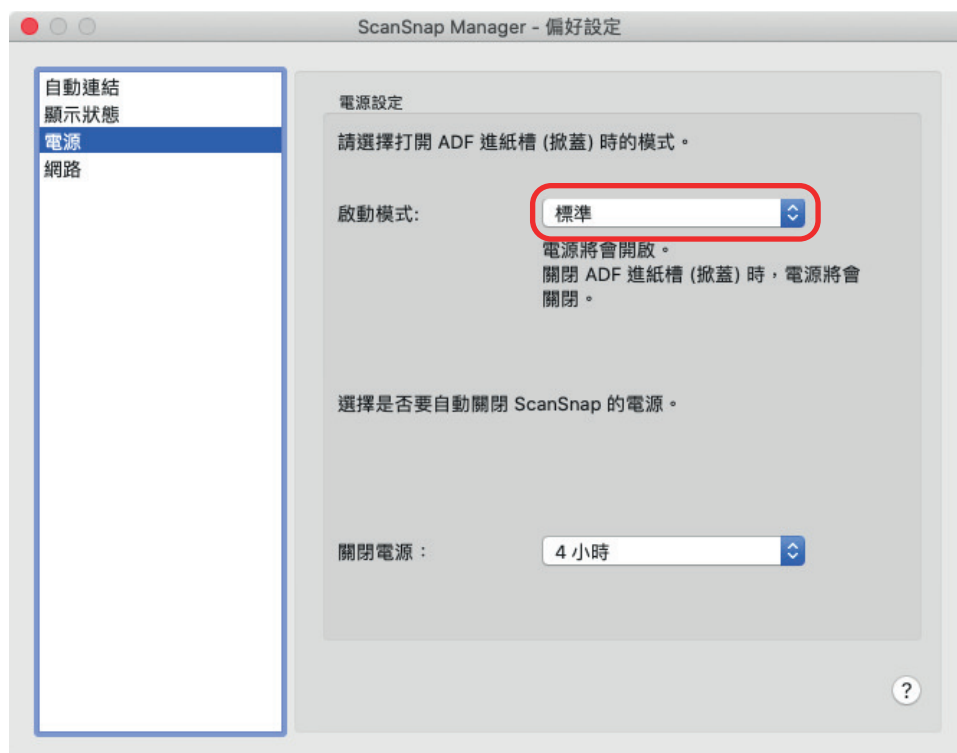 ScanSnap Manager - 偏好設定
自動連結
顯示狀態
電源
網路
電源設定
請選擇打開 ADF 進紙槽 (掀蓋) 時的模式。
啟動模式:
標準
電源將會開啟。
關閉 ADF 進紙槽 (掀蓋) 時，電源將會
關閉。
選擇是否要自動關閉 ScanSnap 的電源。
關閉電源：
4 小時
?